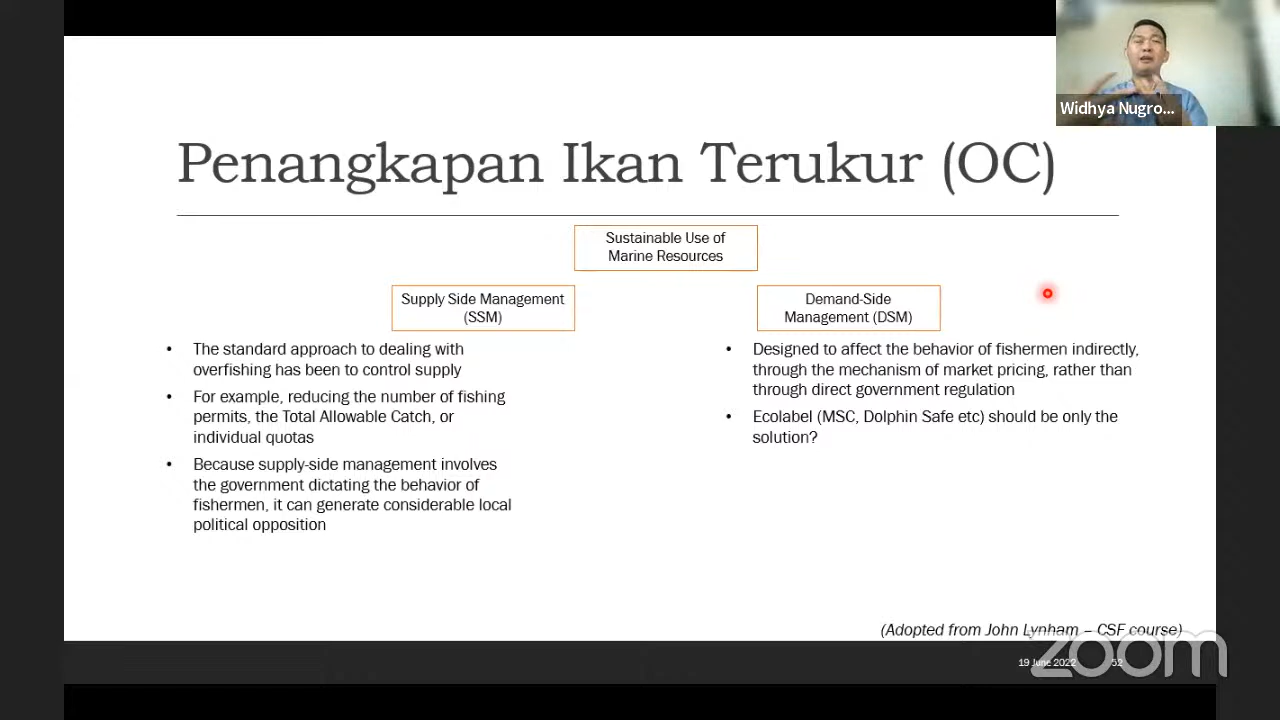 Widhya Nugro...
Penangkapan Ikan Terukur (OC)
Sustainable Use of
Marine Resources
Supply Side Management
(SSM)
• The standard approach to dealing with
overfishing has been to control supply
• For example, reducing the number of fishing
permits, the Total Allowable Catch, or
individual quotas
• Because supply-side management involves
the government dictating the behavior of
fishermen, it can generate considerable local
political opposition
Demand-Side
Management (DSM)
• Designed to affect the behavior of fishermen indirectly,
through the mechanism of market pricing, rather than
through direct government regulation
• Ecolabel (MSC, Dolphin Safe etc) should be only the
solution?
(Adopted from John Lynham – CSF course)
19 June 2022 52
zoom